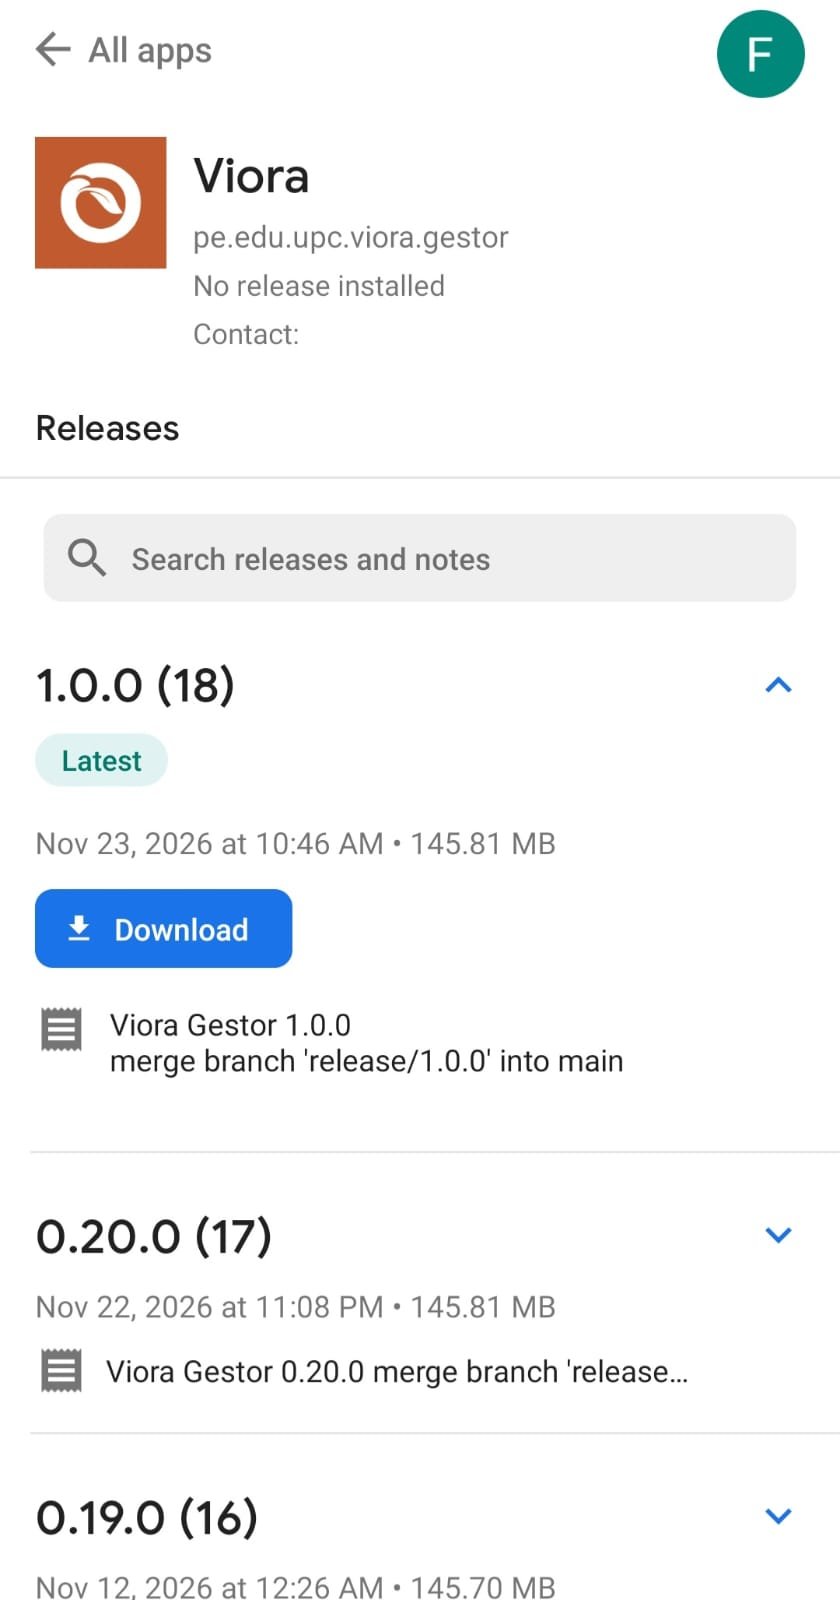 All apps
F
Viora
pe.edu.upc.viora.gestor
No release installed
Contact:
Releases
Search releases and notes
1.0.0 (18)
Latest
Nov 23, 2026 at 10:46 AM • 145.81 MB
Download
Viora Gestor 1.0.0
merge branch 'release/1.0.0' into main
0.20.0 (17)
Nov 22, 2026 at 11:08 PM • 145.81 MB
Viora Gestor 0.20.0 merge branch 'release...
0.19.0 (16)
Nov 12, 2026 at 12:26 AM • 145.70 MB